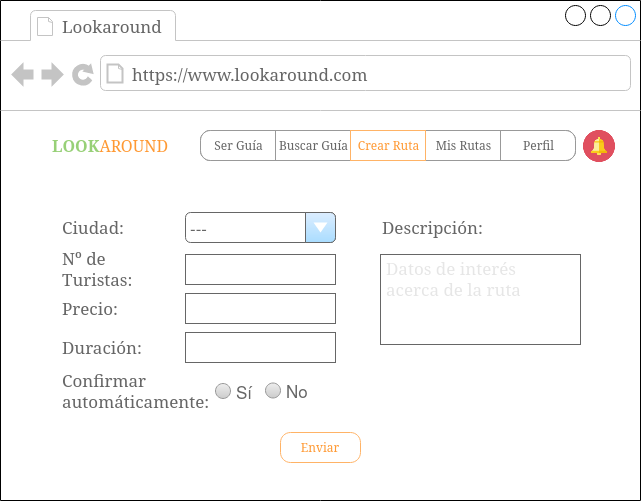 Lookaround
https://www.lookaround.com
LOOKAROUND
Ser Guía
Buscar Guía
Crear Ruta
Mis Rutas
Perfil
Ciudad:
---
Descripción:
Nº de
Turistas:
Datos de interés
acerca de la ruta
Precio:
Duración:
Confirmar
automáticamente:
Sí
No
Enviar